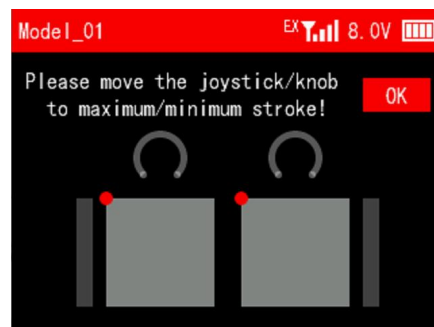 Model_01
EX 8.0V
Please move the joystick/knob
to maximum/minimum stroke!
OK